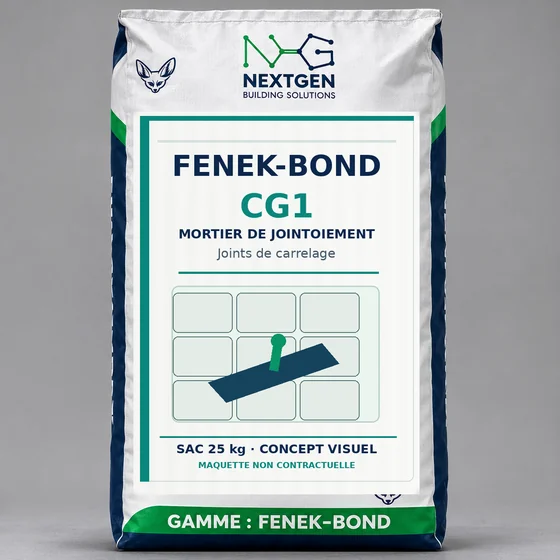 NG
NEXTGEN
BUILDING SOLUTIONS
FENEK-BOND
CG1
MORTIER DE JOINTOIEMENT
Joints de carrelage
SAC 25 kg · CONCEPT VISUEL
MAQUETTE NON CONTRACTUELLE
GAMME : FENEK-BOND